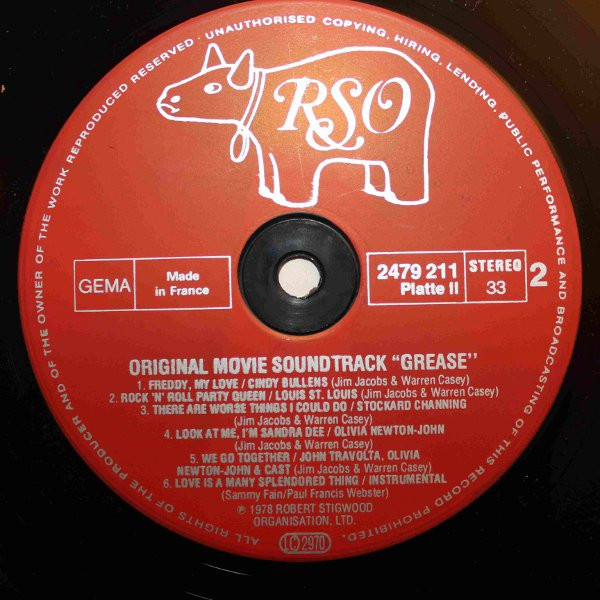 ALL RIGHTS OF THE PRODUCER AND OF THE OWNER OF THE WORK REPRODUCED RESERVED · UNAUTHORISED COPYING, HIRING, LENDING, PUBLIC PERFORMANCE AND BROADCASTING OF THIS RECORD PROHIBITED.
RSO
GEMA
Made
in France
2479 211
Platte II
STEREO
33
2
ORIGINAL MOVIE SOUNDTRACK "GREASE"
1. FREDDY, MY LOVE / CINDY BULLENS (Jim Jacobs & Warren Casey)
2. ROCK 'N' ROLL PARTY QUEEN / LOUIS ST. LOUIS (Jim Jacobs & Warren Casey)
3. THERE ARE WORSE THINGS I COULD DO / STOCKARD CHANNING
(Jim Jacobs & Warren Casey)
4. LOOK AT ME, I'M SANDRA DEE / OLIVIA NEWTON-JOHN
(Jim Jacobs & Warren Casey)
5. WE GO TOGETHER / JOHN TRAVOLTA, OLIVIA
NEWTON-JOHN & CAST (Jim Jacobs & Warren Casey)
6. LOVE IS A MANY SPLENDORED THING / INSTRUMENTAL
(Sammy Fain/Paul Francis Webster)
℗ 1978 ROBERT STIGWOOD
ORGANISATION, LTD.
LC 2970